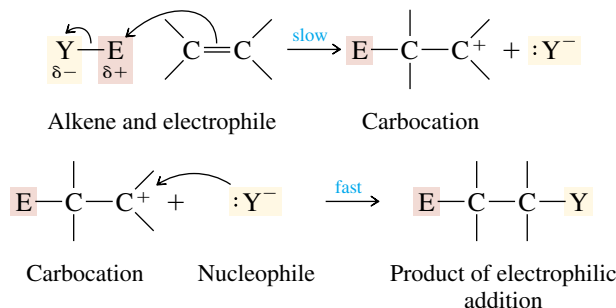 Y—E C=C slow E—C—C⁺ + :Y⁻
δ− δ+
Alkene and electrophile Carbocation
E—C—C⁺ + :Y⁻ fast E—C—C—Y
Carbocation Nucleophile Product of electrophilic
addition